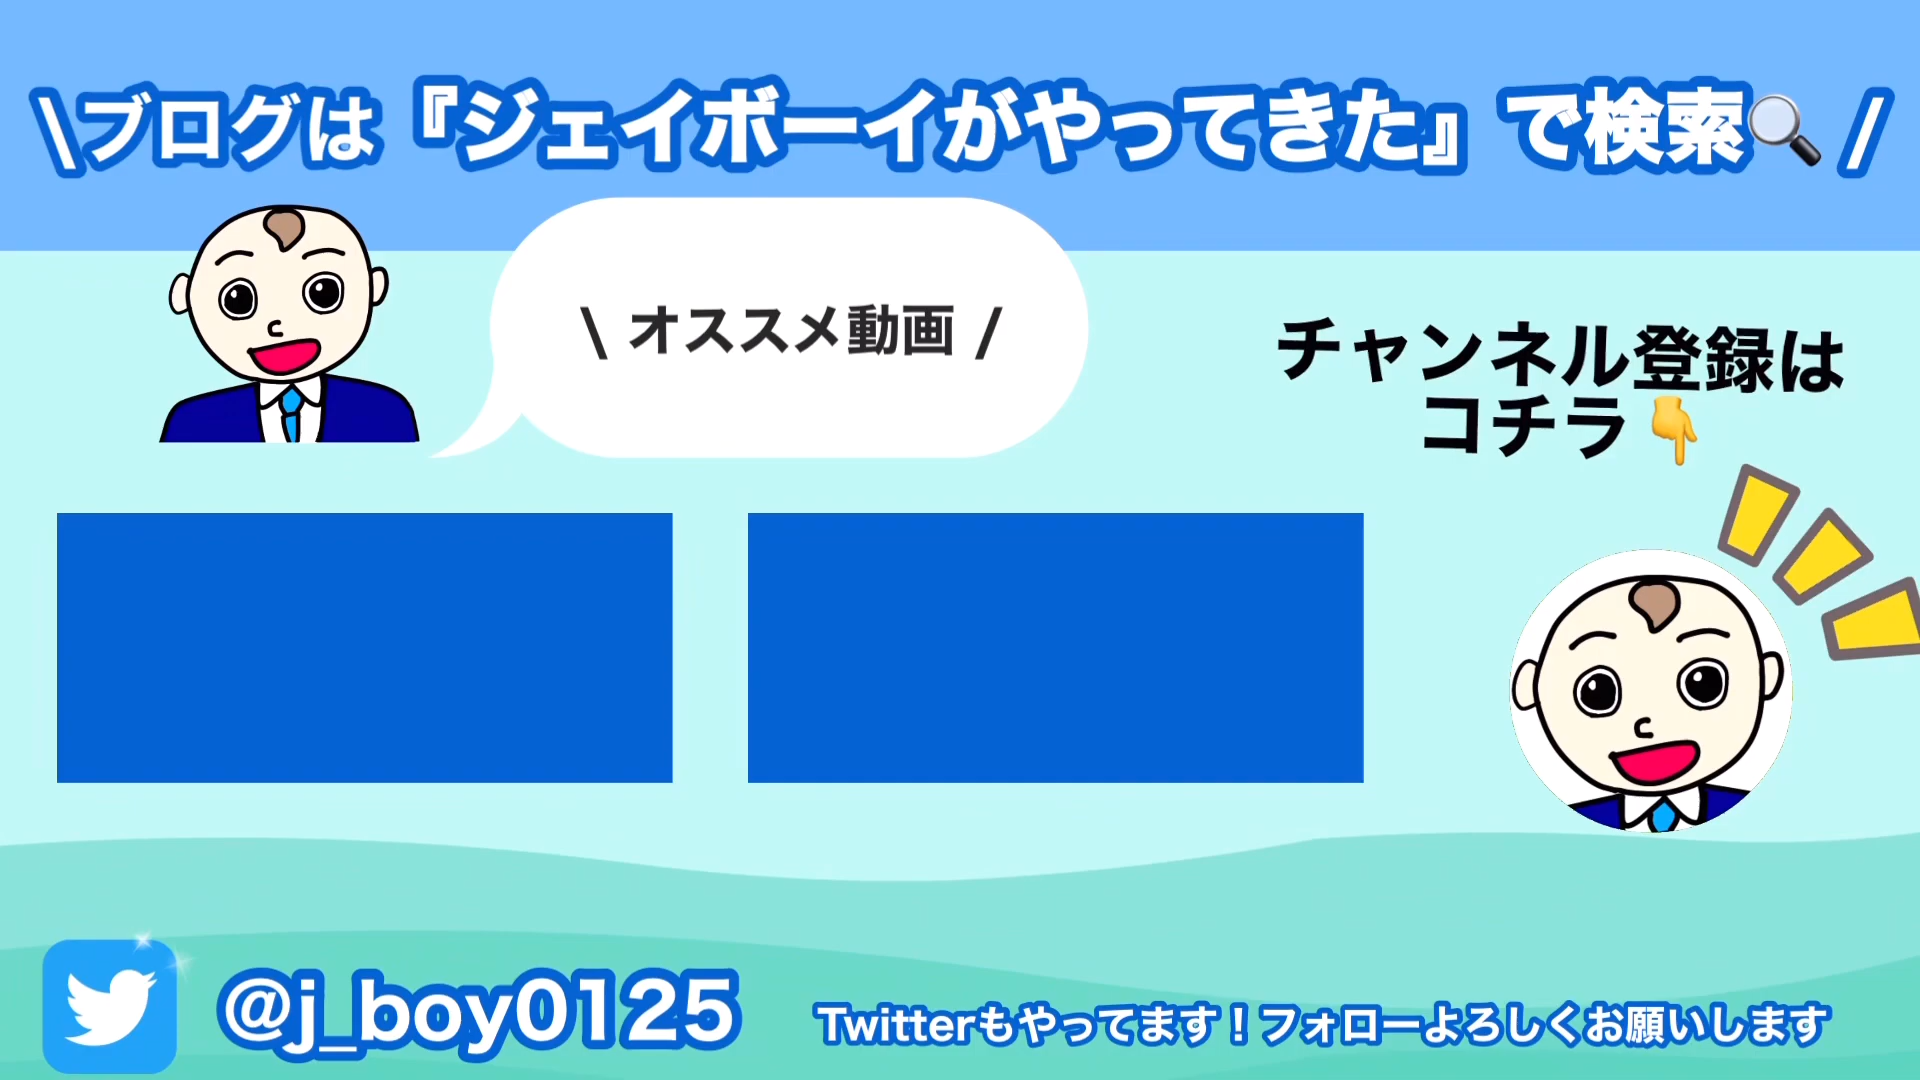 \ブログは『ジェイボーイがやってきた』で検索🔍 /
\ オススメ動画 /
チャンネル登録は
コチラ👇
@j_boy0125
Twitterもやってます！フォローよろしくお願いします